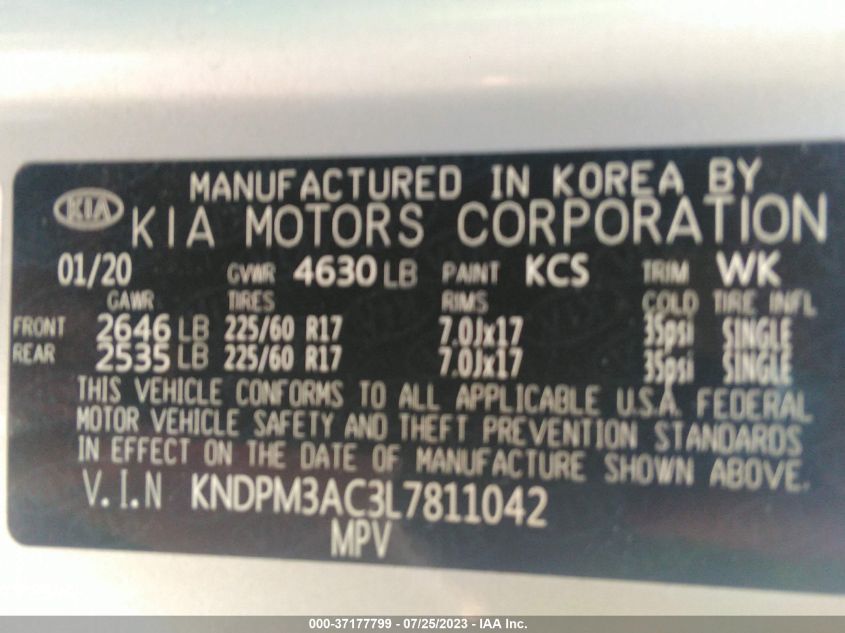 MANUFACTURED IN KOREA BY
KIA KIA MOTORS CORPORATION
01/20 GVWR 4630 LB PAINT KCS TRIM WK
GAWR TIRES RIMS COLD TIRE INFL
FRONT 2646 LB 225/60 R17 7.0Jx17 35psi SINGLE
REAR 2535 LB 225/60 R17 7.0Jx17 35psi SINGLE
THIS VEHICLE CONFORMS TO ALL APPLICABLE U.S.A. FEDERAL
MOTOR VEHICLE SAFETY AND THEFT PREVENTION STANDARDS
IN EFFECT ON THE DATE OF MANUFACTURE SHOWN ABOVE.
V.I.N KNDPM3AC3L7811042
MPV
000-37177799 - 07/25/2023 - IAA Inc.